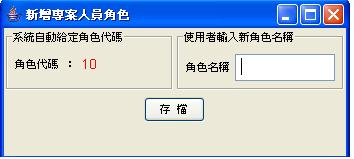 新增專案人員角色
系統自動給定角色代碼
角色代碼 : 10
使用者輸入新角色名稱
角色名稱
存 檔